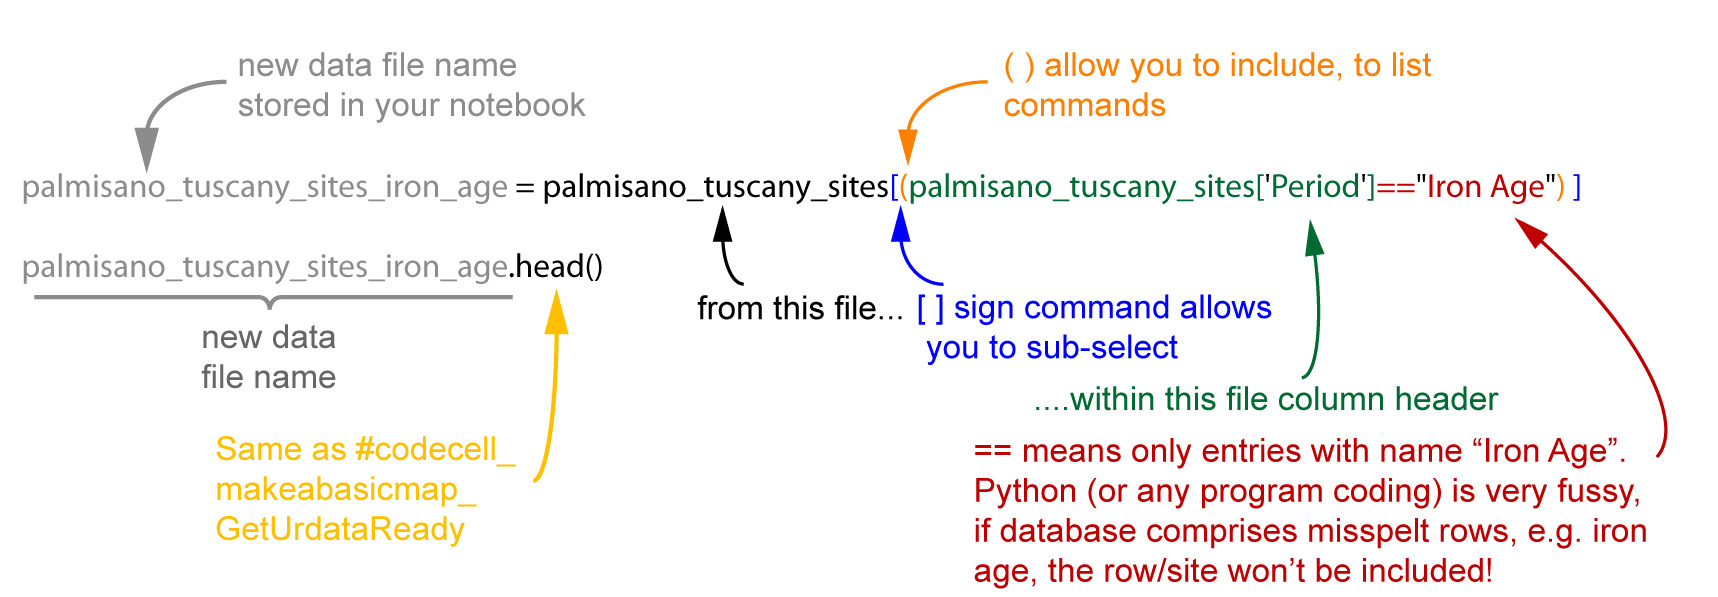 new data file name
stored in your notebook
( ) allow you to include, to list
commands
palmisano_tuscany_sites_iron_age = palmisano_tuscany_sites[(palmisano_tuscany_sites['Period']=="Iron Age") ]
palmisano_tuscany_sites_iron_age.head()
new data
file name
from this file...
[ ] sign command allows
you to sub-select
....within this file column header
Same as #codecell_
makeabasicmap_
GetUrdataReady
== means only entries with name “Iron Age”.
Python (or any program coding) is very fussy,
if database comprises misspelt rows, e.g. iron
age, the row/site won’t be included!